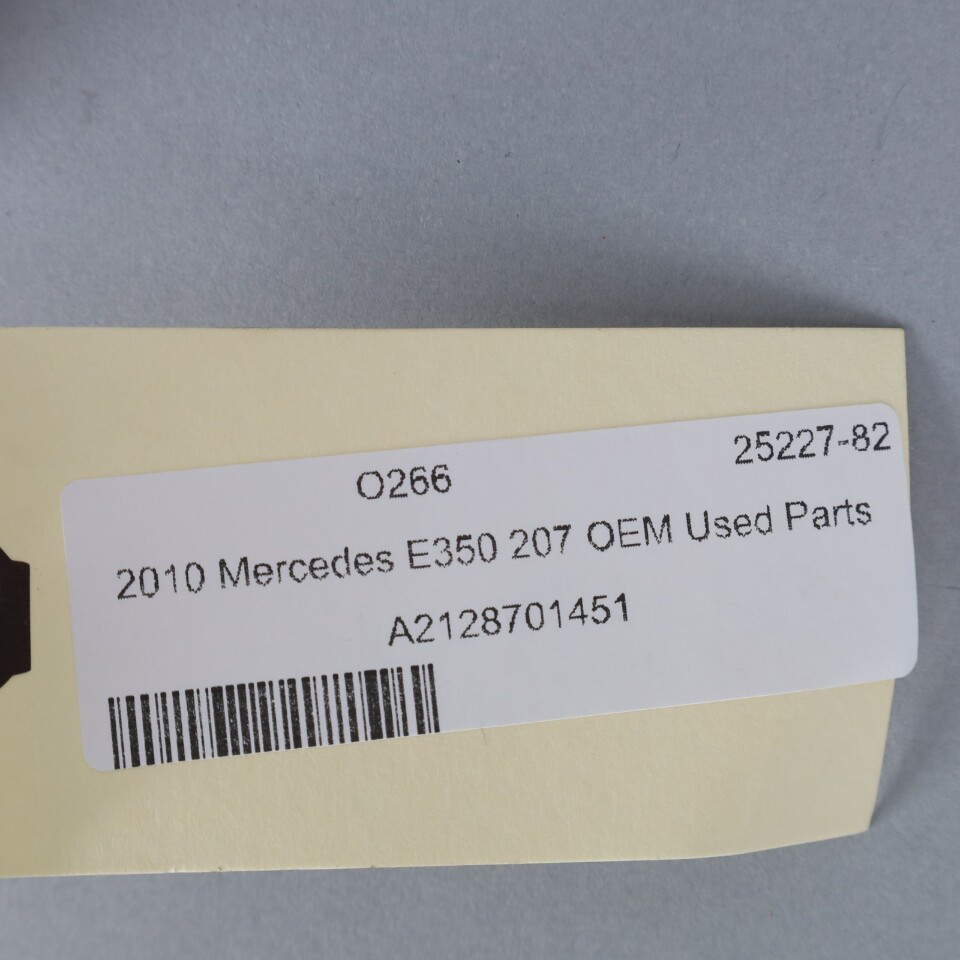 O266 25227-82
2010 Mercedes E350 207 OEM Used Parts
A2128701451